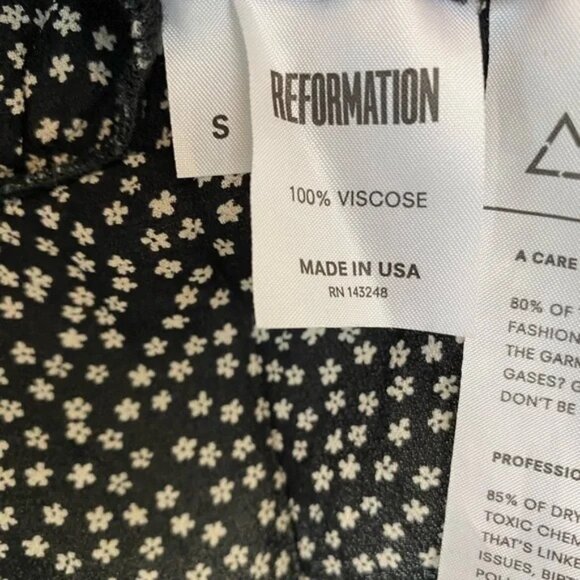 S
REFORMATION
100% VISCOSE
MADE IN USA
RN 143248
A CARE
80% OF
FASHION
THE GARM
GASES?
DON'T BE
PROFESSIO
85% OF DRY
TOXIC CHEM
THAT'S LINKE
ISSUES, BIR